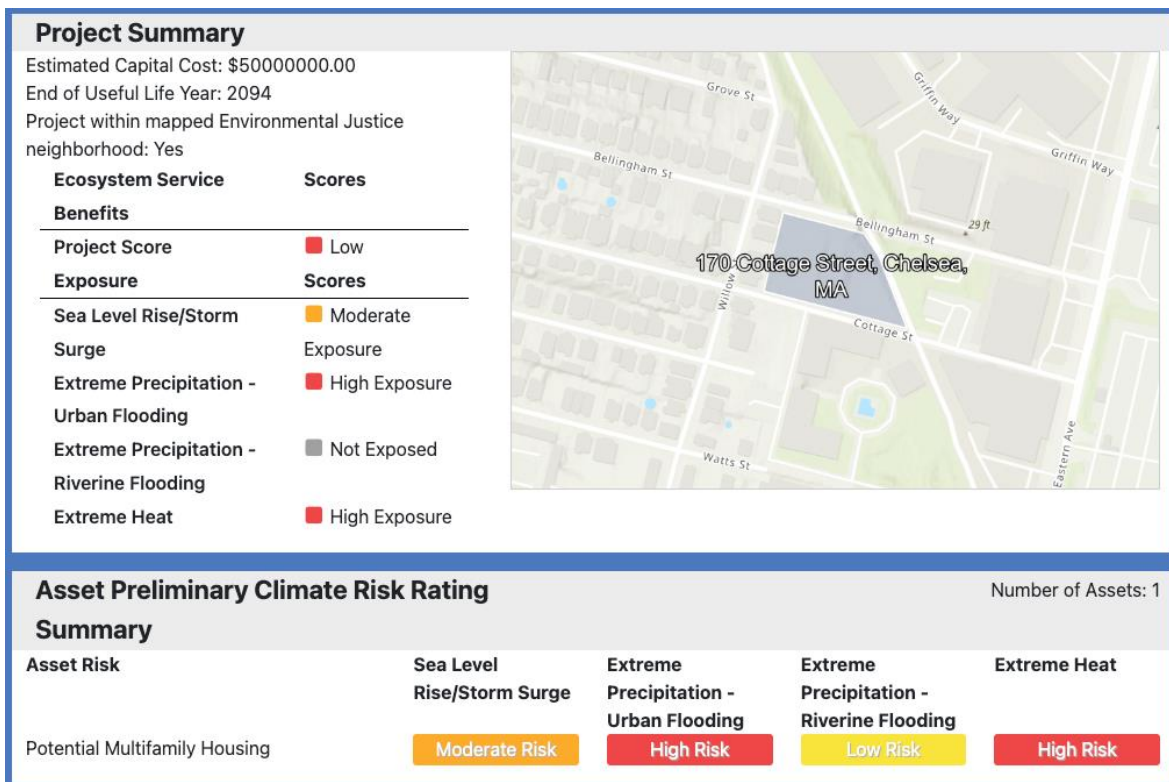 Project Summary
Estimated Capital Cost: $50000000.00
End of Useful Life Year: 2094
Project within mapped Environmental Justice
neighborhood: Yes
Ecosystem Service Scores
Benefits
Project Score Low
Exposure Scores
Sea Level Rise/Storm Moderate
Surge Exposure
Extreme Precipitation - High Exposure
Urban Flooding
Extreme Precipitation - Not Exposed
Riverine Flooding
Extreme Heat High Exposure
Grove St
Griffin Way
Griffin Way
Bellingham St
Bellingham St
29 ft
170 Cottage Street, Chelsea,
MA
Willow
Cottage St
Watts St
Eastern Ave
Asset Preliminary Climate Risk Rating Number of Assets: 1
Summary
Asset Risk Sea Level Extreme Extreme Extreme Heat
Rise/Storm Surge Precipitation - Precipitation -
Urban Flooding Riverine Flooding
Potential Multifamily Housing Moderate Risk High Risk Low Risk High Risk